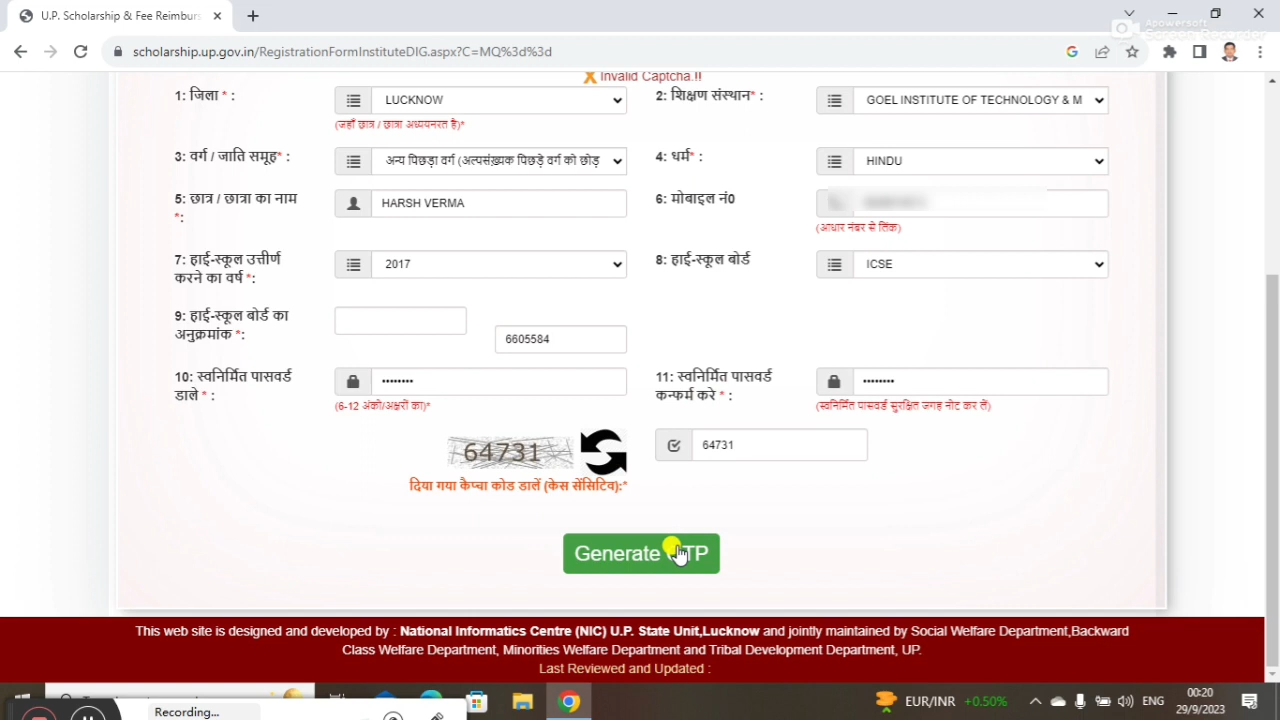 U.P. Scholarship & Fee Reimburs
Apowersoft
Screen Recorder
scholarship.up.gov.in/RegistrationFormInstituteDIG.aspx?C=MQ%3d%3d
X Invalid Captcha.!!
1: जिला * : LUCKNOW 2: शिक्षण संस्थान* : GOEL INSTITUTE OF TECHNOLOGY & M
(जहाँ छात्र / छात्रा अध्ययनरत है)*
3: वर्ग / जाति समूह* : अन्य पिछड़ा वर्ग (अल्पसंख़्यक पिछड़े वर्ग को छोड़ 4: धर्म* : HINDU
5: छात्र / छात्रा का नाम *: HARSH VERMA 6: मोबाइल नं0
(आधार नंबर से लिंक)
7: हाई-स्कूल उत्तीर्ण करने का वर्ष *: 2017 8: हाई-स्कूल बोर्ड ICSE
9: हाई-स्कूल बोर्ड का अनुक्रमांक *: 6605584
10: स्वनिर्मित पासवर्ड डाले * : •••••••• 11: स्वनिर्मित पासवर्ड कन्फर्म करे * : ••••••••
(6-12 अंको/अक्षरों का)* (स्वनिर्मित पासवर्ड सुरक्षित जगह नोट कर लें)
64731 64731
दिया गया कैप्चा कोड डालें (केस सेंसिटिव):*
Generate OTP
This web site is designed and developed by : National Informatics Centre (NIC) U.P. State Unit,Lucknow and jointly maintained by Social Welfare Department,Backward
Class Welfare Department, Minorities Welfare Department and Tribal Development Department, UP.
Last Reviewed and Updated :
EUR/INR +0.50% ENG 00:20
29/9/2023
Recording...